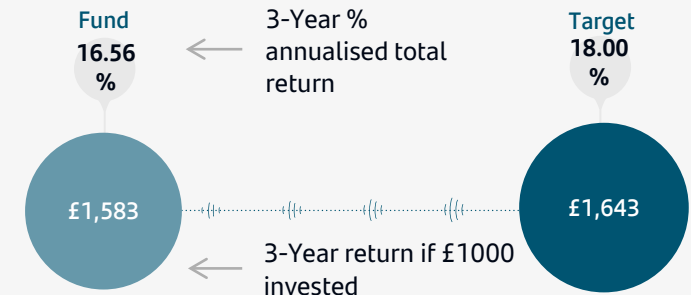 Fund
16.56
%
3-Year %
annualised total
return
Target
18.00
%
£1,583
£1,643
3-Year return if £1000
invested